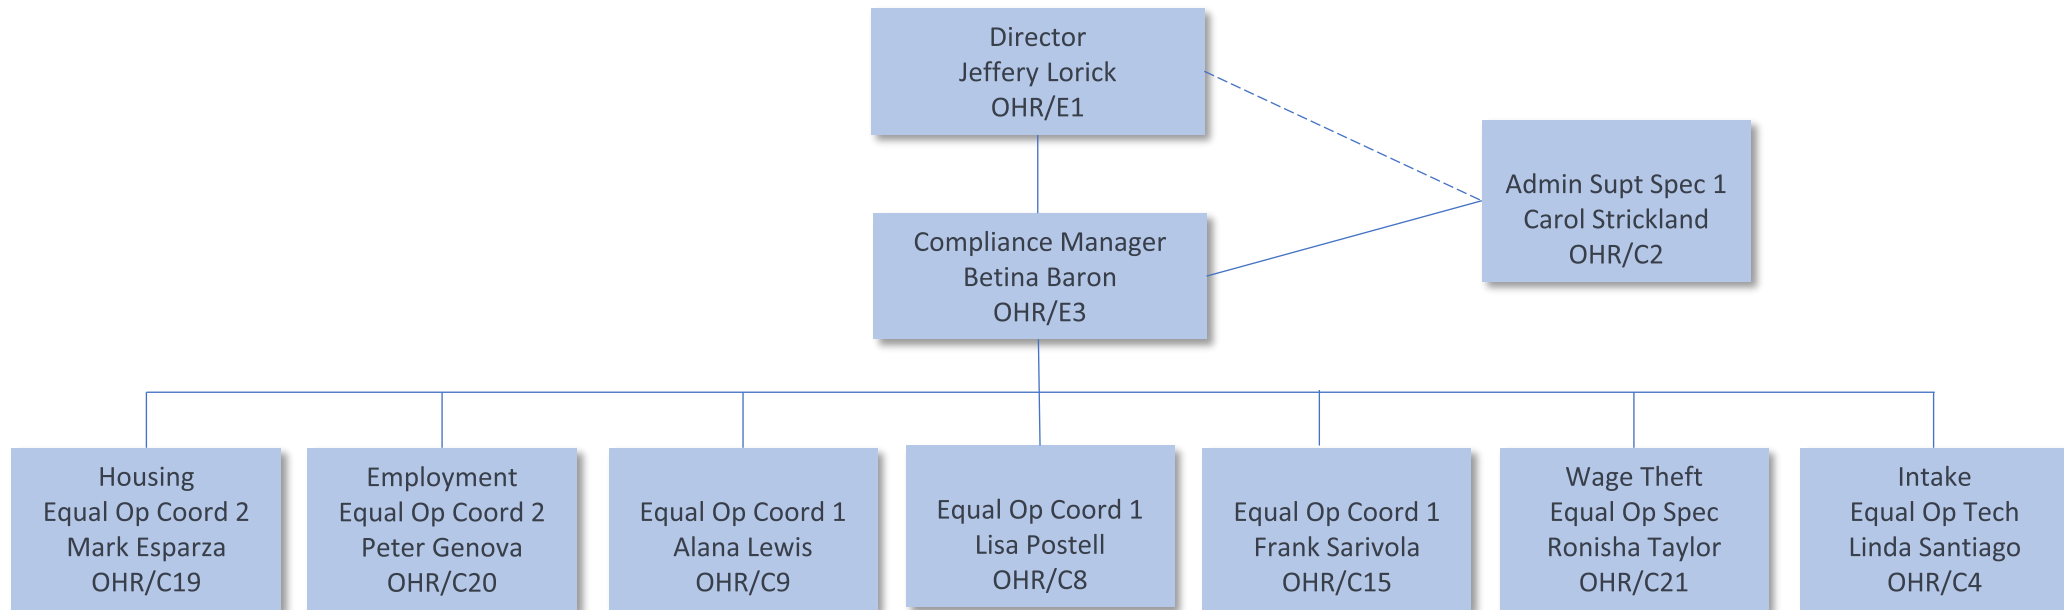 Director
Jeffery Lorick
OHR/E1
Admin Supt Spec 1
Carol Strickland
OHR/C2
Compliance Manager
Betina Baron
OHR/E3
Housing
Equal Op Coord 2
Mark Esparza
OHR/C19
Employment
Equal Op Coord 2
Peter Genova
OHR/C20
Equal Op Coord 1
Alana Lewis
OHR/C9
Equal Op Coord 1
Lisa Postell
OHR/C8
Equal Op Coord 1
Frank Sarivola
OHR/C15
Wage Theft
Equal Op Spec
Ronisha Taylor
OHR/C21
Intake
Equal Op Tech
Linda Santiago
OHR/C4